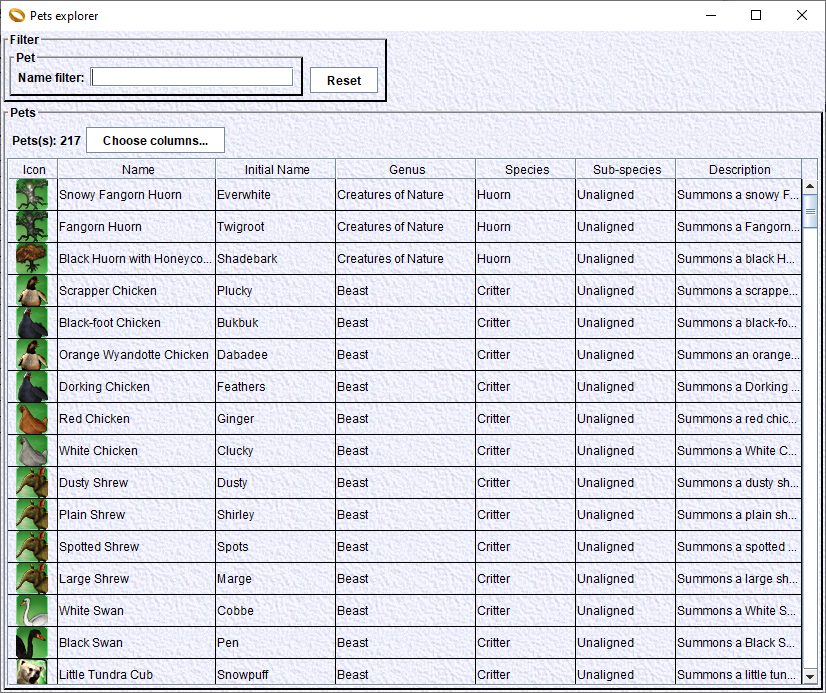 Pets explorer
Filter
Pet
Name filter:
Reset
Pets
Pets(s): 217 Choose columns...
Icon Name Initial Name Genus Species Sub-species Description
Snowy Fangorn Huorn Everwhite Creatures of Nature Huorn Unaligned Summons a snowy F...
Fangorn Huorn Twigroot Creatures of Nature Huorn Unaligned Summons a Fangorn...
Black Huorn with Honeyco... Shadebark Creatures of Nature Huorn Unaligned Summons a black H...
Scrapper Chicken Plucky Beast Critter Unaligned Summons a scrappe...
Black-foot Chicken Bukbuk Beast Critter Unaligned Summons a black-fo...
Orange Wyandotte Chicken Dabadee Beast Critter Unaligned Summons an orange...
Dorking Chicken Feathers Beast Critter Unaligned Summons a Dorking ...
Red Chicken Ginger Beast Critter Unaligned Summons a red chic...
White Chicken Clucky Beast Critter Unaligned Summons a White C...
Dusty Shrew Dusty Beast Critter Unaligned Summons a dusty sh...
Plain Shrew Shirley Beast Critter Unaligned Summons a plain sh...
Spotted Shrew Spots Beast Critter Unaligned Summons a spotted ...
Large Shrew Marge Beast Critter Unaligned Summons a large sh...
White Swan Cobbe Beast Critter Unaligned Summons a White S...
Black Swan Pen Beast Critter Unaligned Summons a Black S...
Little Tundra Cub Snowpuff Beast Critter Unaligned Summons a little tun...